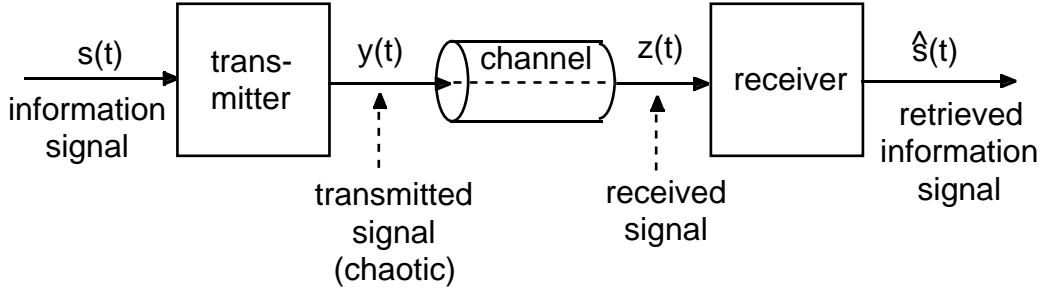 s(t)
information
signal
trans-
mitter
y(t)
transmitted
signal
(chaotic)
channel
z(t)
received
signal
receiver
ŝ(t)
retrieved
information
signal